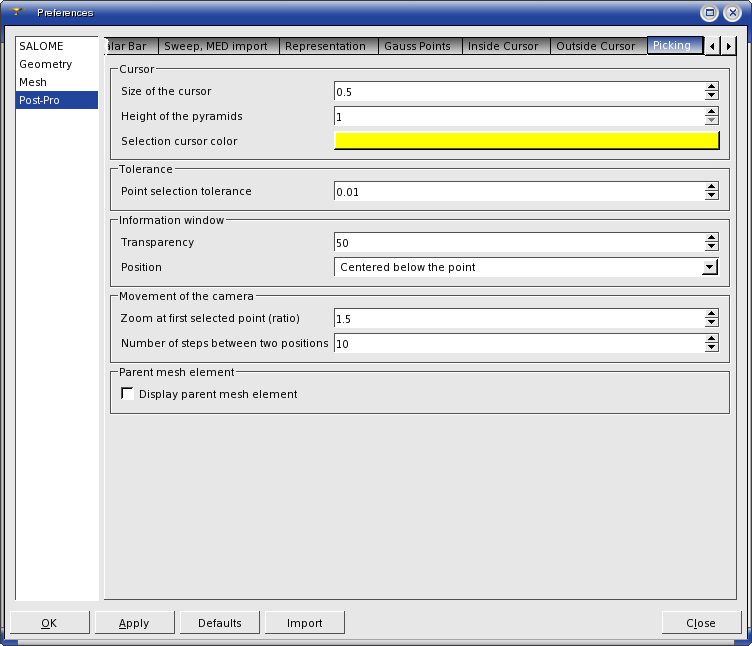 Preferences
SALOME
Geometry
Mesh
Post-Pro
Bar Sweep, MED import Representation Gauss Points Inside Cursor Outside Cursor Picking
Cursor
Size of the cursor 0.5
Height of the pyramids 1
Selection cursor color
Tolerance
Point selection tolerance 0.01
Information window
Transparency 50
Position Centered below the point
Movement of the camera
Zoom at first selected point (ratio) 1.5
Number of steps between two positions 10
Parent mesh element
Display parent mesh element
OK Apply Defaults Import Close